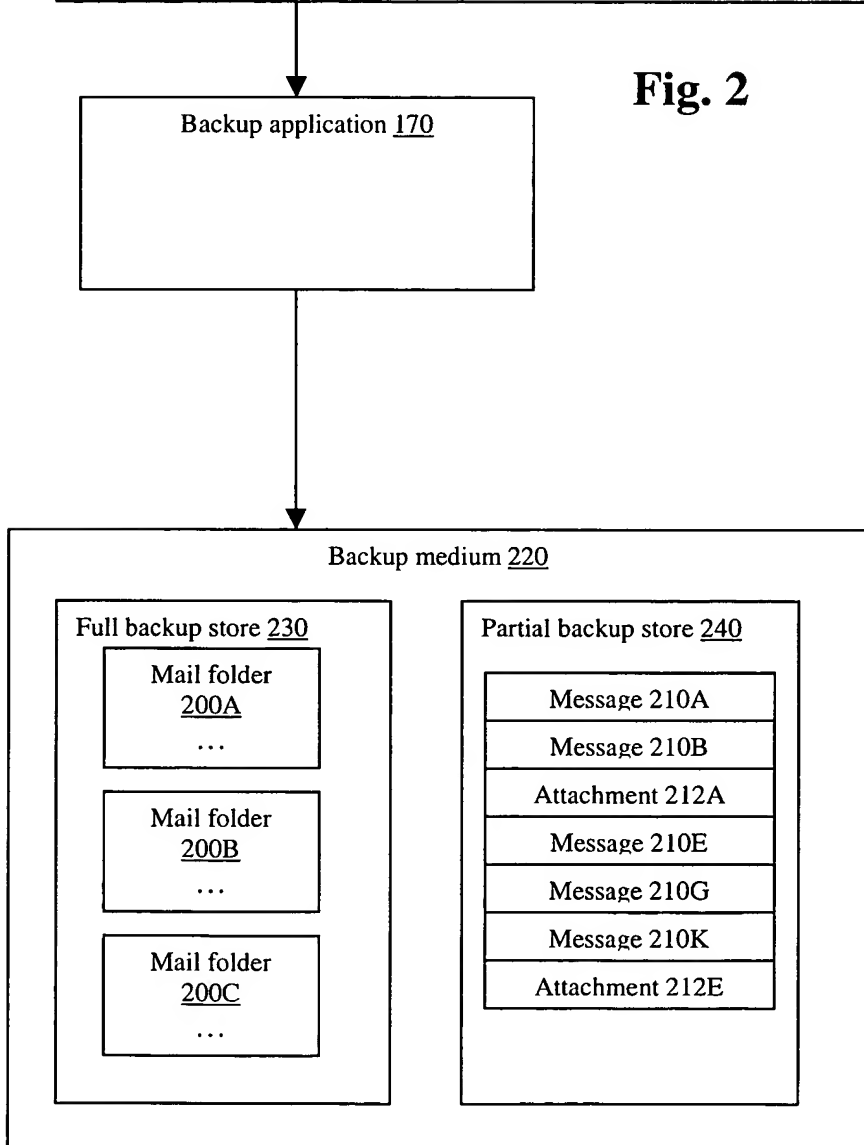 Fig. 2
Backup application 170
Backup medium 220
Full backup store 230
Mail folder
200A
...
Mail folder
200B
...
Mail folder
200C
...
Partial backup store 240
Message 210A
Message 210B
Attachment 212A
Message 210E
Message 210G
Message 210K
Attachment 212E